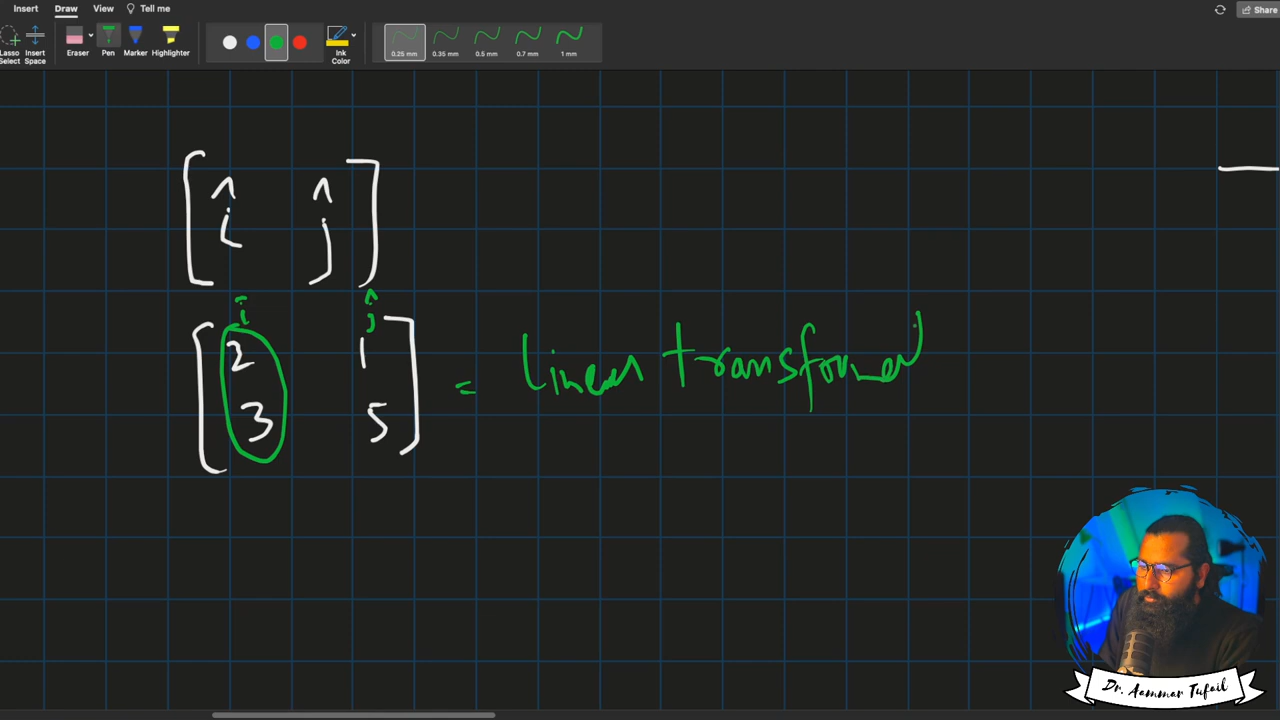 Insert Draw View Tell me
Share
Lasso Select
Insert Space
Eraser
Pen
Marker
Highlighter
Ink Color
0.25 mm
0.35 mm
0.5 mm
0.7 mm
1 mm
î ĵ
î ĵ
2 1
= linear transformer
3 5
Dr. Aammar Tufail